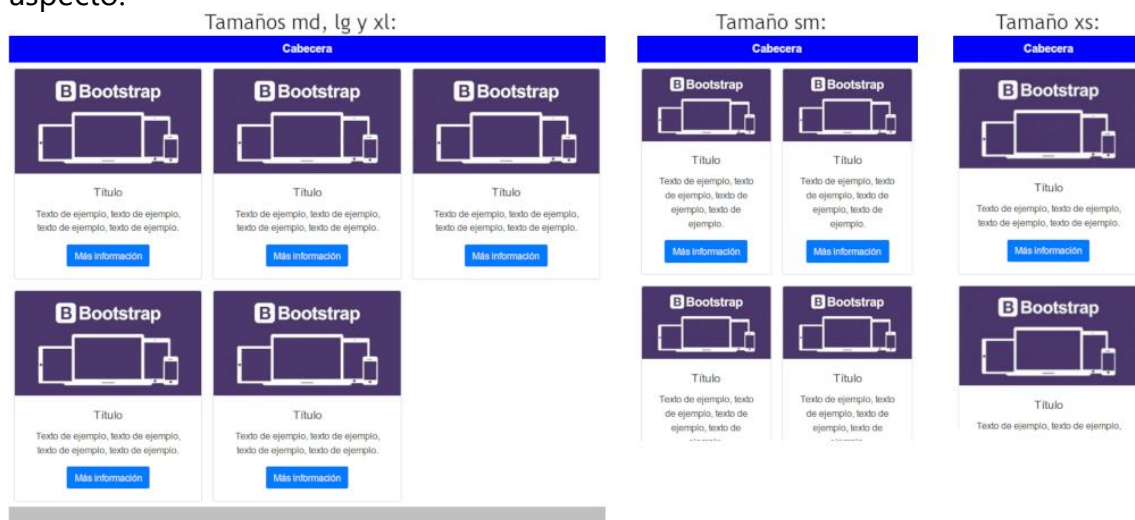 aspecto:
Tamaños md, lg y xl:
Cabecera
B Bootstrap
B Bootstrap
B Bootstrap
Título
Título
Título
Texto de ejemplo, texto de ejemplo,
texto de ejemplo, texto de ejemplo.
Texto de ejemplo, texto de ejemplo,
texto de ejemplo, texto de ejemplo.
Texto de ejemplo, texto de ejemplo,
texto de ejemplo, texto de ejemplo.
Más información
Más información
Más información
B Bootstrap
B Bootstrap
Título
Título
Texto de ejemplo, texto de ejemplo,
texto de ejemplo, texto de ejemplo.
Texto de ejemplo, texto de ejemplo,
texto de ejemplo, texto de ejemplo.
Más información
Más información
Tamaño sm:
Cabecera
B Bootstrap
B Bootstrap
Título
Título
Texto de ejemplo, texto
de ejemplo, texto de
ejemplo, texto de
ejemplo.
Texto de ejemplo, texto
de ejemplo, texto de
ejemplo, texto de
ejemplo.
Más información
Más información
B Bootstrap
B Bootstrap
Título
Título
Texto de ejemplo, texto
de ejemplo, texto de
ejemplo, texto de
Texto de ejemplo, texto
de ejemplo, texto de
ejemplo, texto de
Tamaño xs:
Cabecera
B Bootstrap
Título
Texto de ejemplo, texto de ejemplo,
texto de ejemplo, texto de ejemplo.
Más información
B Bootstrap
Título
Texto de ejemplo, texto de ejemplo,